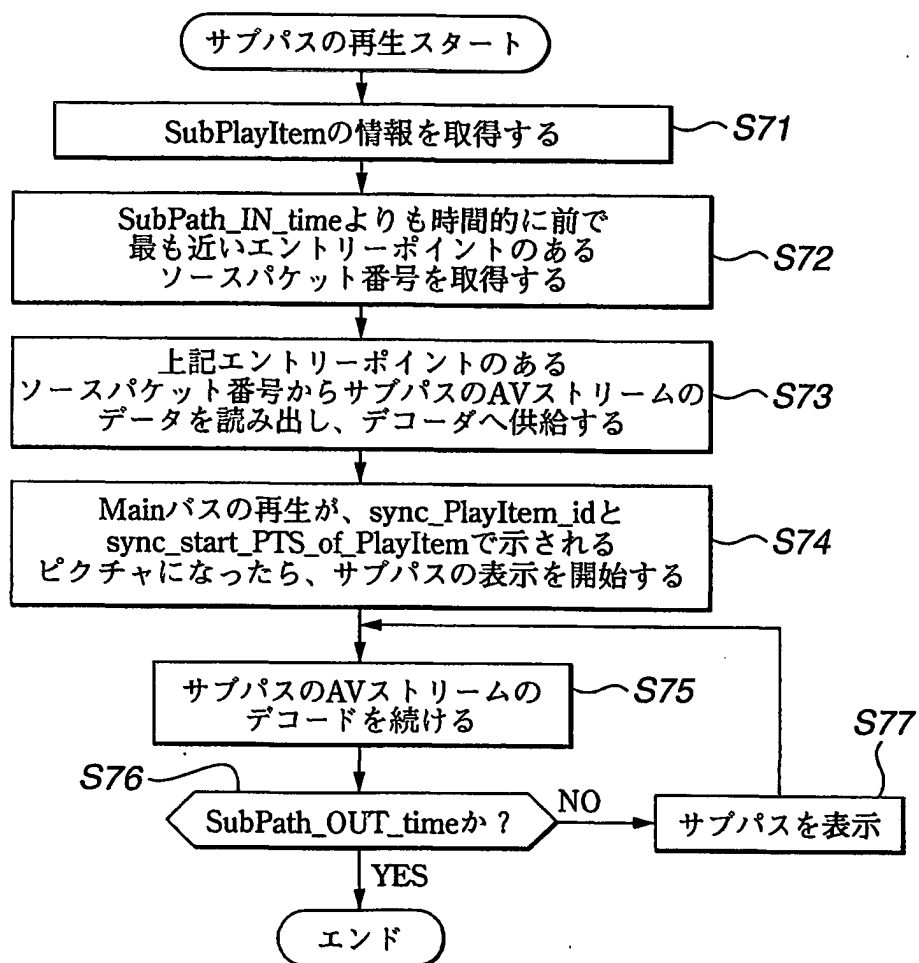 サブパスの再生スタート
SubPlayItemの情報を取得する
S71
SubPath_IN_timeよりも時間的に前で
最も近いエントリーポイントのある
ソースパケット番号を取得する
S72
上記エントリーポイントのある
ソースパケット番号からサブパスのAVストリームの
データを読み出し、デコーダへ供給する
S73
Mainパスの再生が、sync_PlayItem_idと
sync_start_PTS_of_PlayItemで示される
ピクチャになったら、サブパスの表示を開始する
S74
サブパスのAVストリームの
デコードを続ける
S75
S76
SubPath_OUT_timeか？
NO
サブパスを表示
S77
YES
エンド